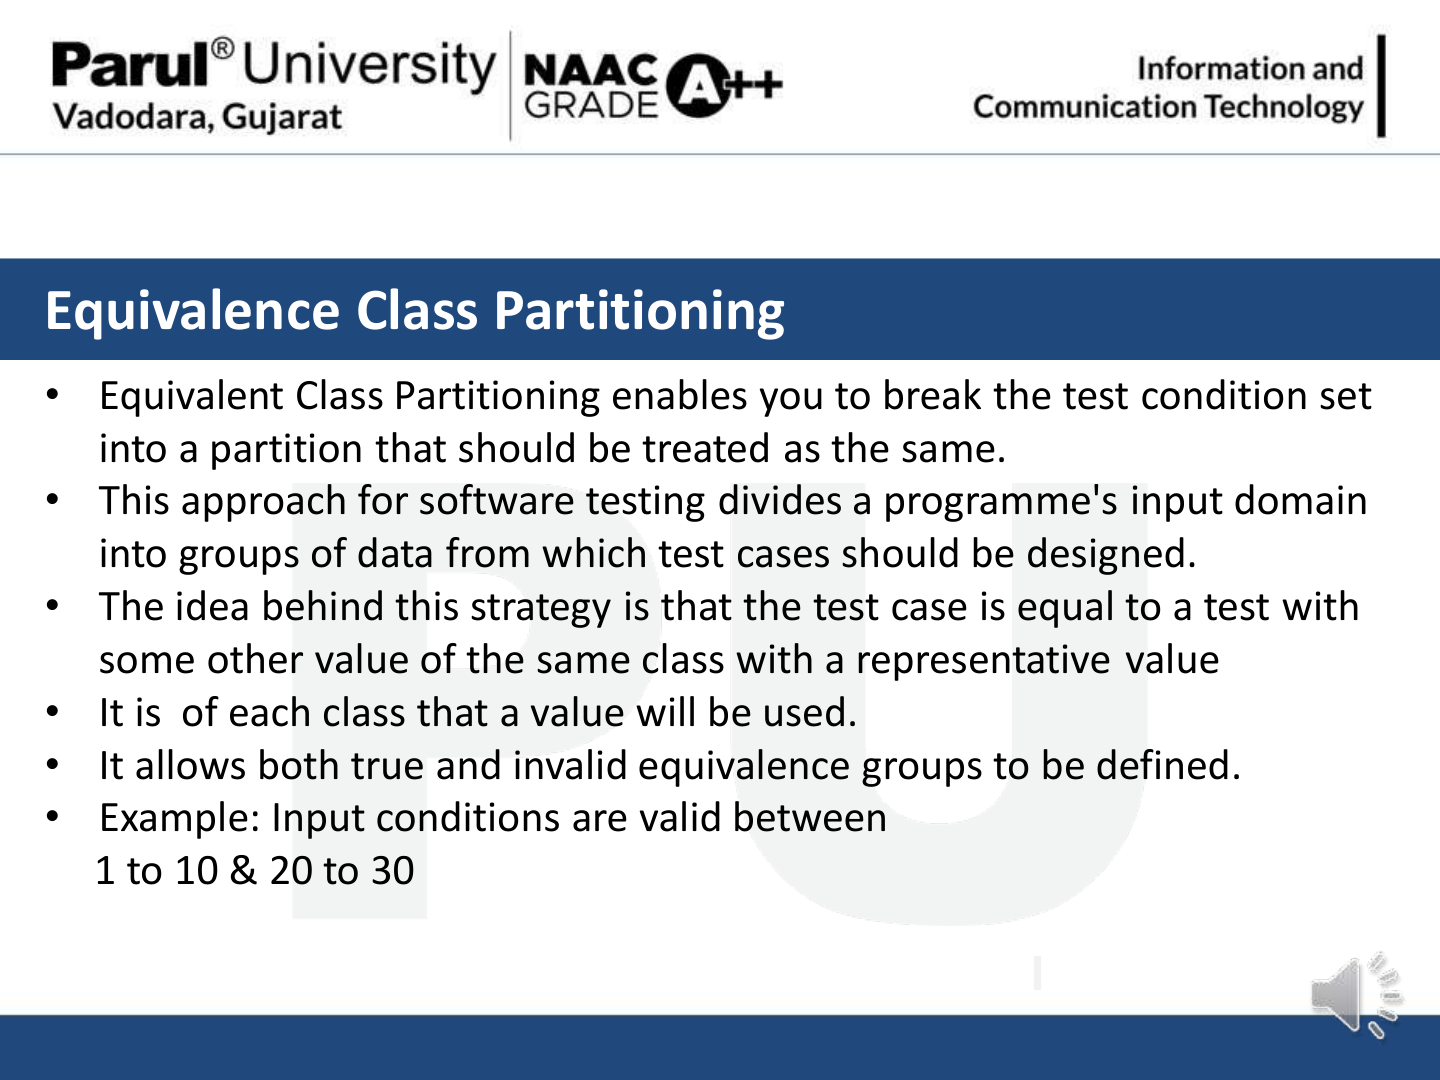 Parul® University
Vadodara, Gujarat
NAAC
GRADE A++
Information and
Communication Technology
Equivalence Class Partitioning
• Equivalent Class Partitioning enables you to break the test condition set
into a partition that should be treated as the same.
• This approach for software testing divides a programme's input domain
into groups of data from which test cases should be designed.
• The idea behind this strategy is that the test case is equal to a test with
some other value of the same class with a representative value
• It is  of each class that a value will be used.
• It allows both true and invalid equivalence groups to be defined.
• Example: Input conditions are valid between
1 to 10 & 20 to 30
PU